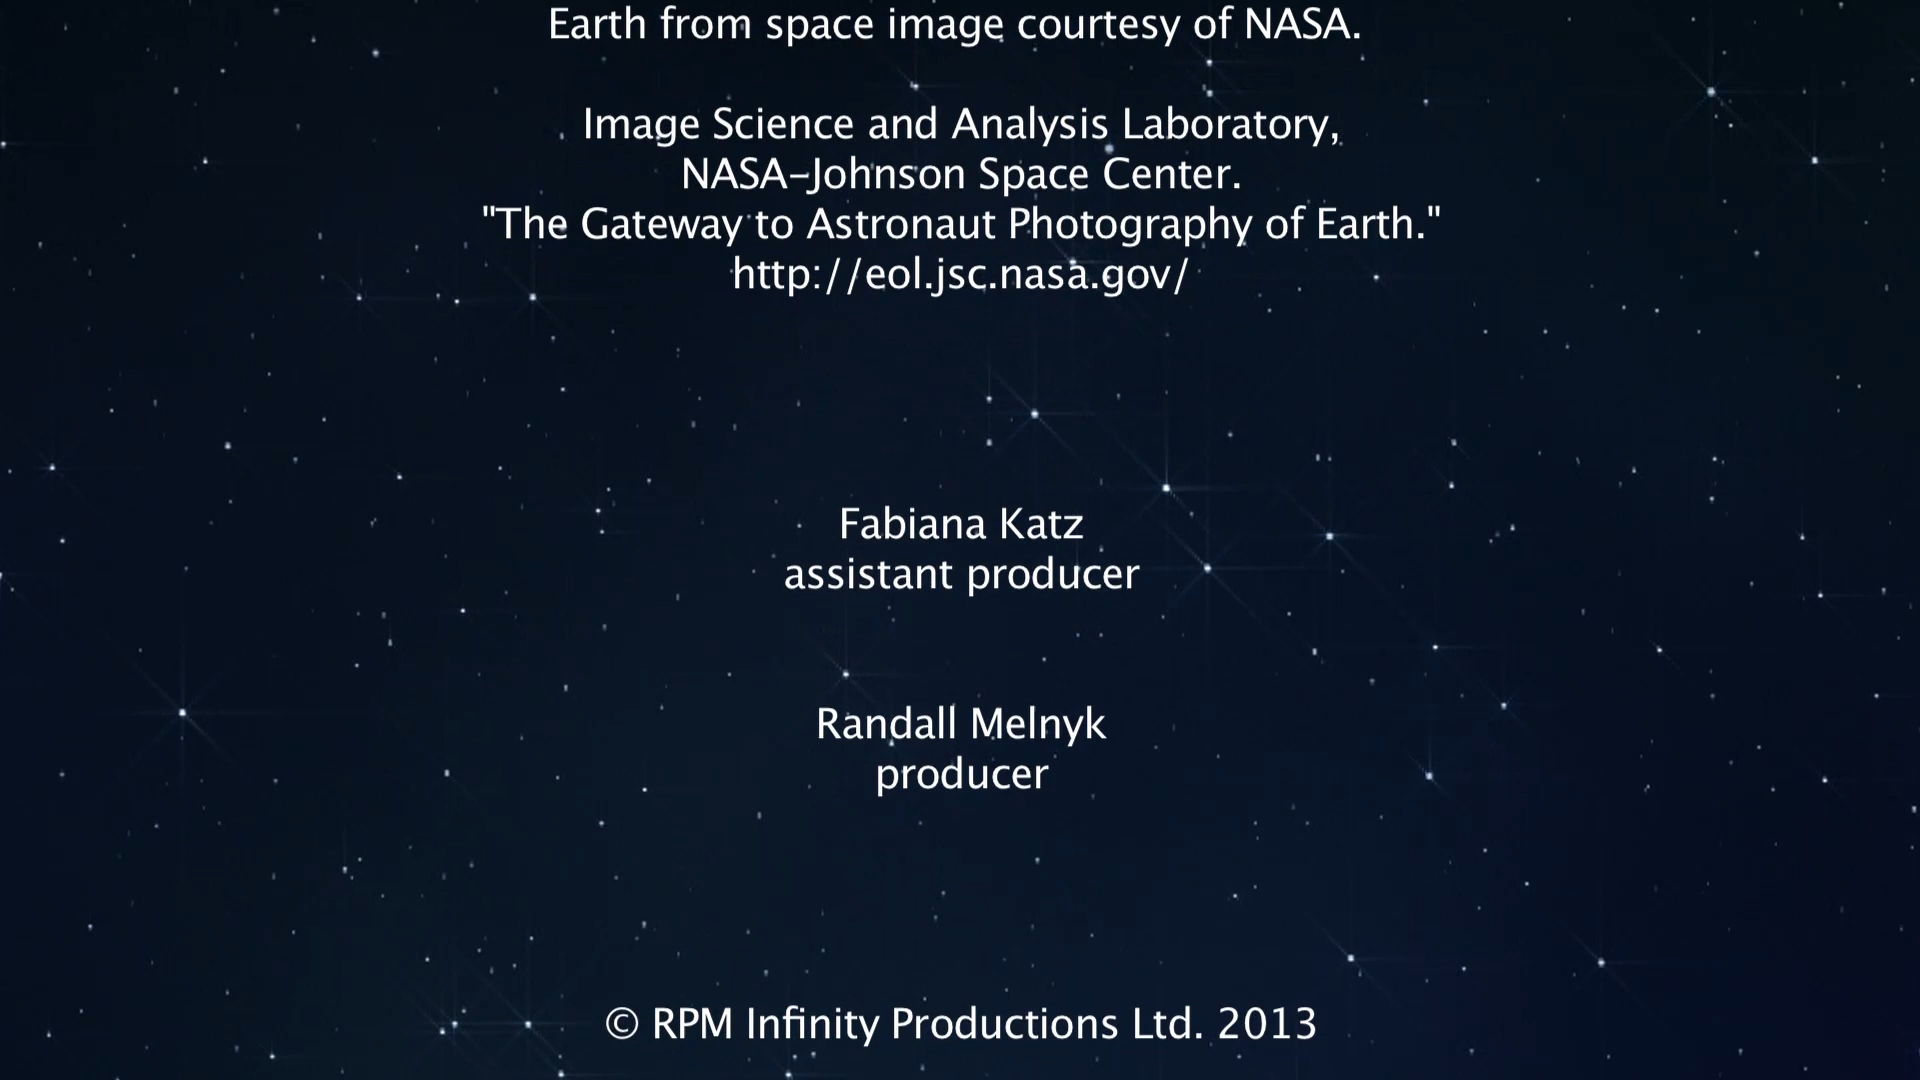 Earth from space image courtesy of NASA.
Image Science and Analysis Laboratory,
NASA-Johnson Space Center.
"The Gateway to Astronaut Photography of Earth."
http://eol.jsc.nasa.gov/
Fabiana Katz
assistant producer
Randall Melnyk
producer
© RPM Infinity Productions Ltd. 2013